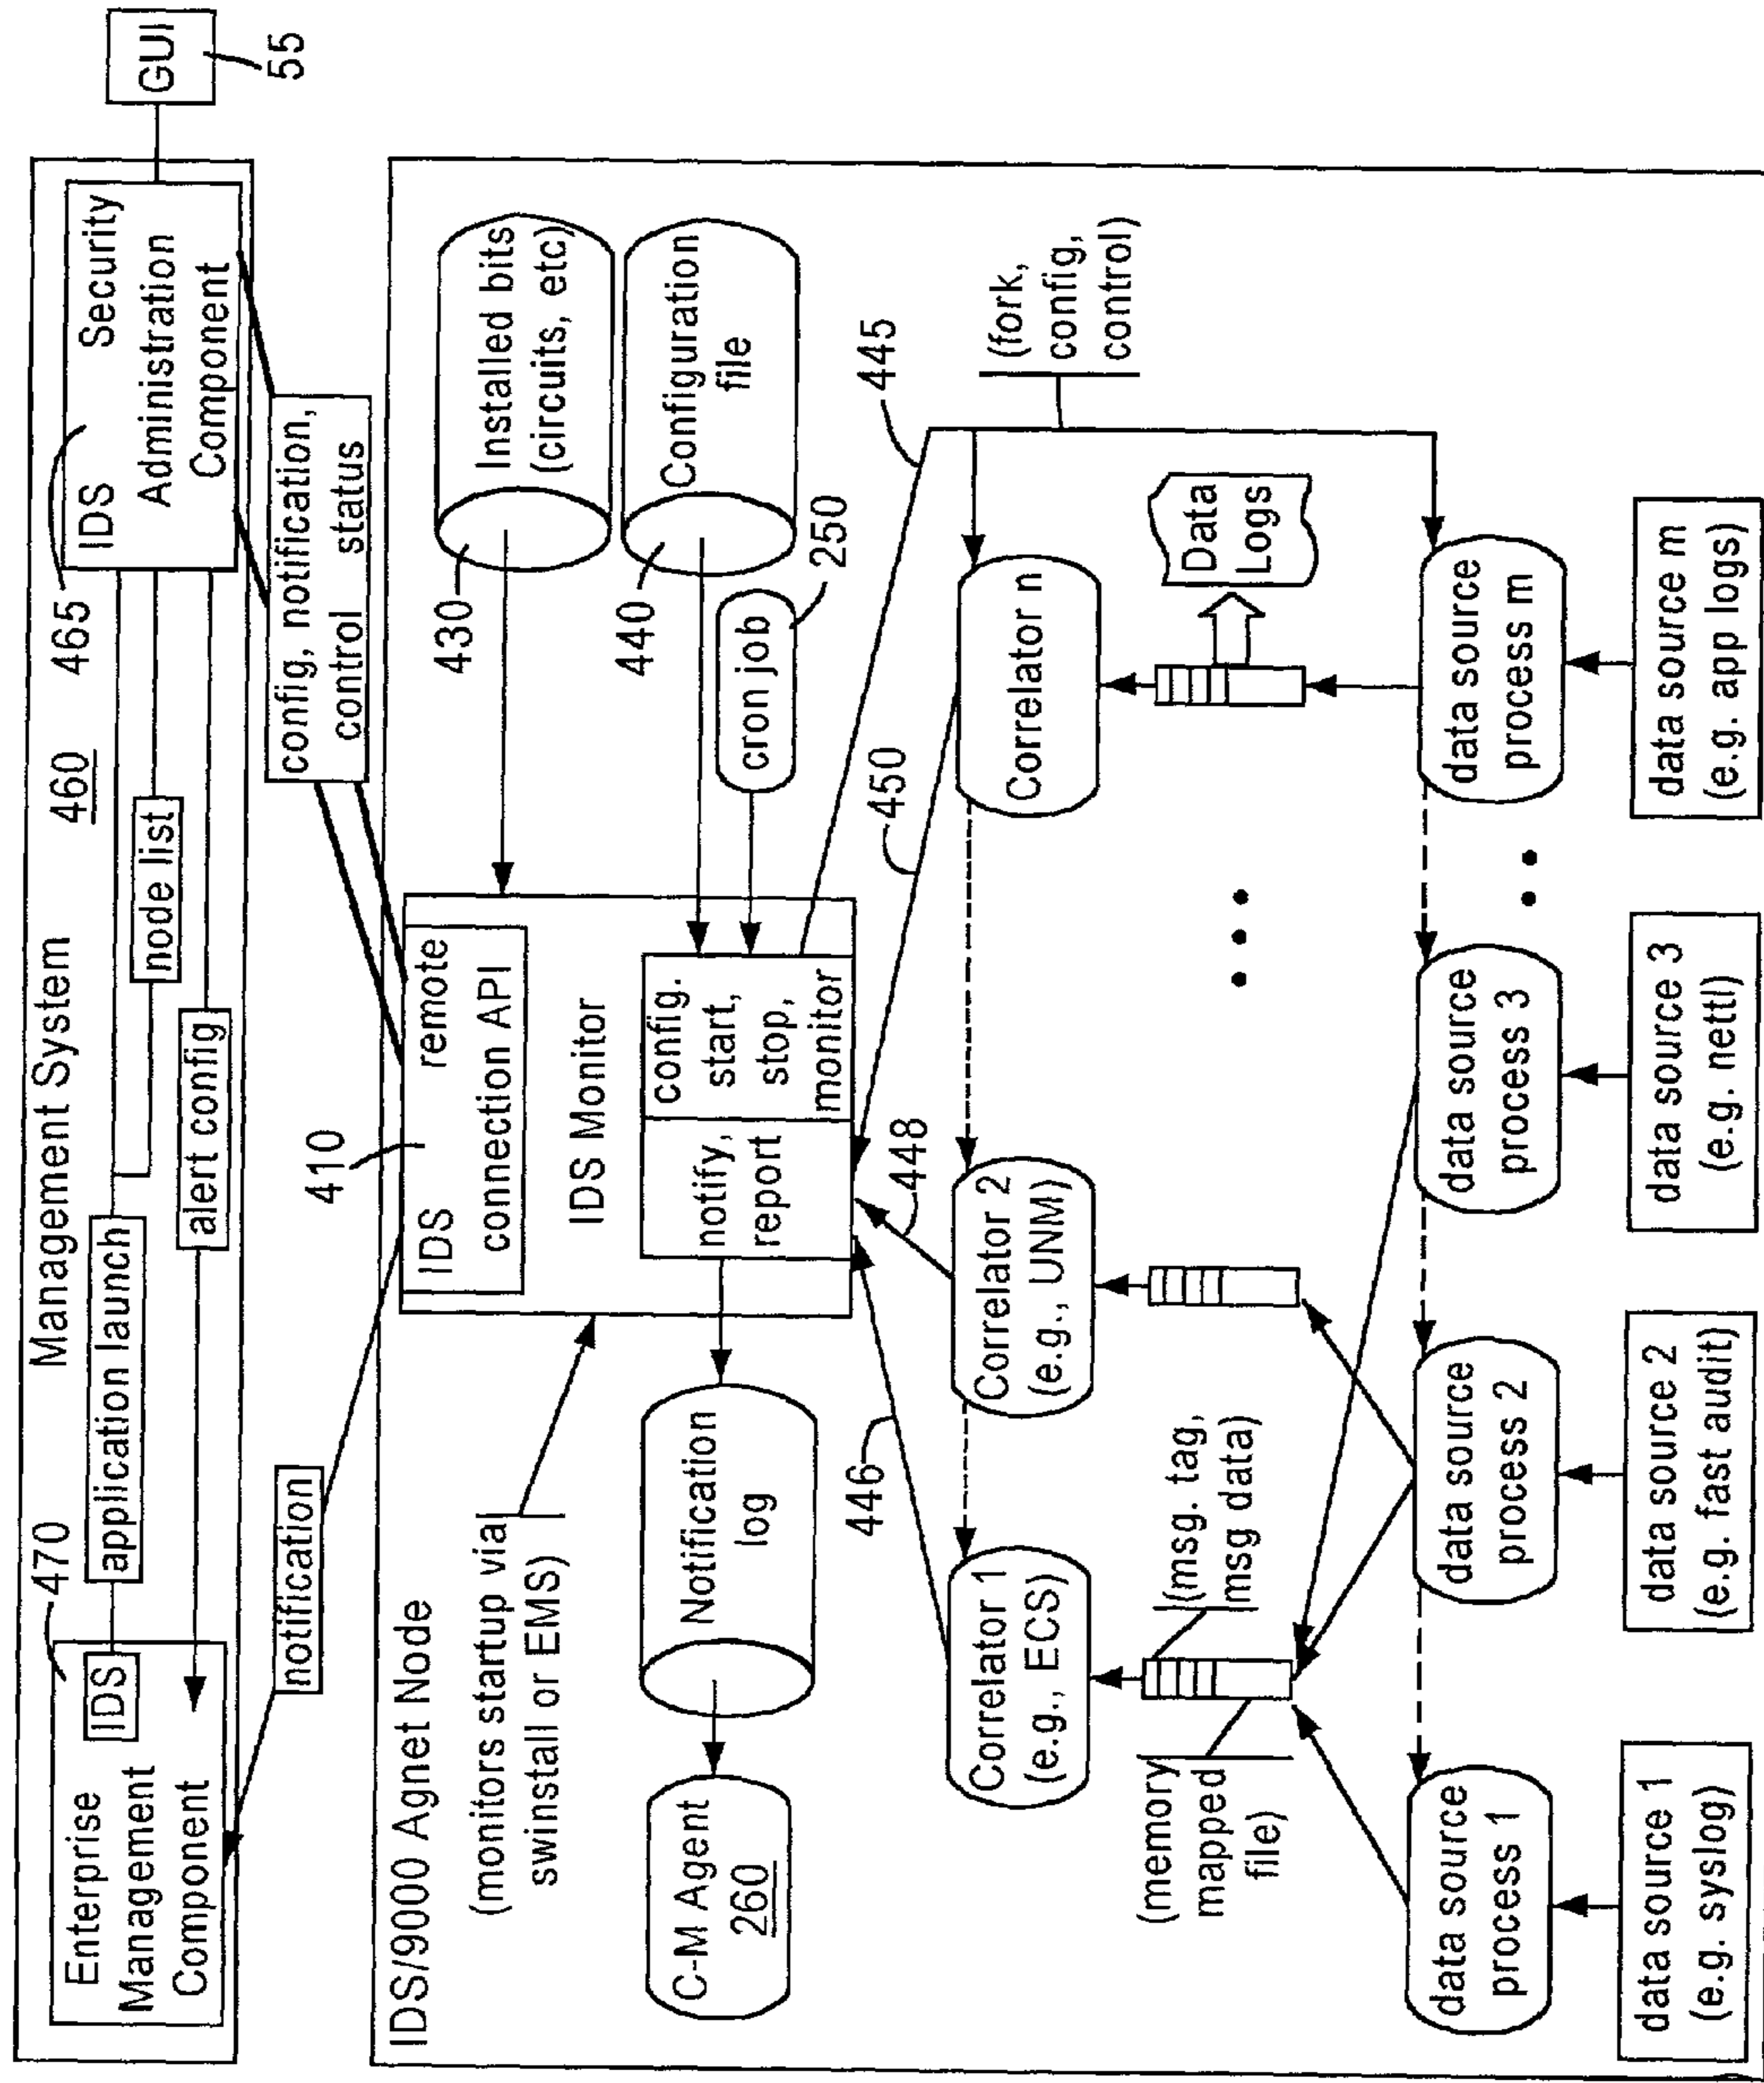 Management System 460
470
465
Enterprise
Management
Component
IDS
application launch
node list
alert config
IDS Security
Administration
Component
GUI
55
notification
config, notification,
control status
IDS/9000 Agnet Node
(monitors startup via
swinstall or EMS)
410
IDS remote
connection API
IDS Monitor
notify,
report
config.
start,
stop,
monitor
430
Installed bits
(circuits, etc)
440
Configuration
file
cron job
250
C-M Agent
260
Notification
log
446
448
450
445
(fork,
config,
control)
Correlator 1
(e.g., ECS)
Correlator 2
(e.g., UNM)
Correlator n
(memory
mapped
file)
(msg. tag,
msg data)
Data
Logs
data source
process 1
data source
process 2
data source
process 3
data source
process m
data source 1
(e.g. syslog)
data source 2
(e.g. fast audit)
data source 3
(e.g. nettl)
data source m
(e.g. app logs)